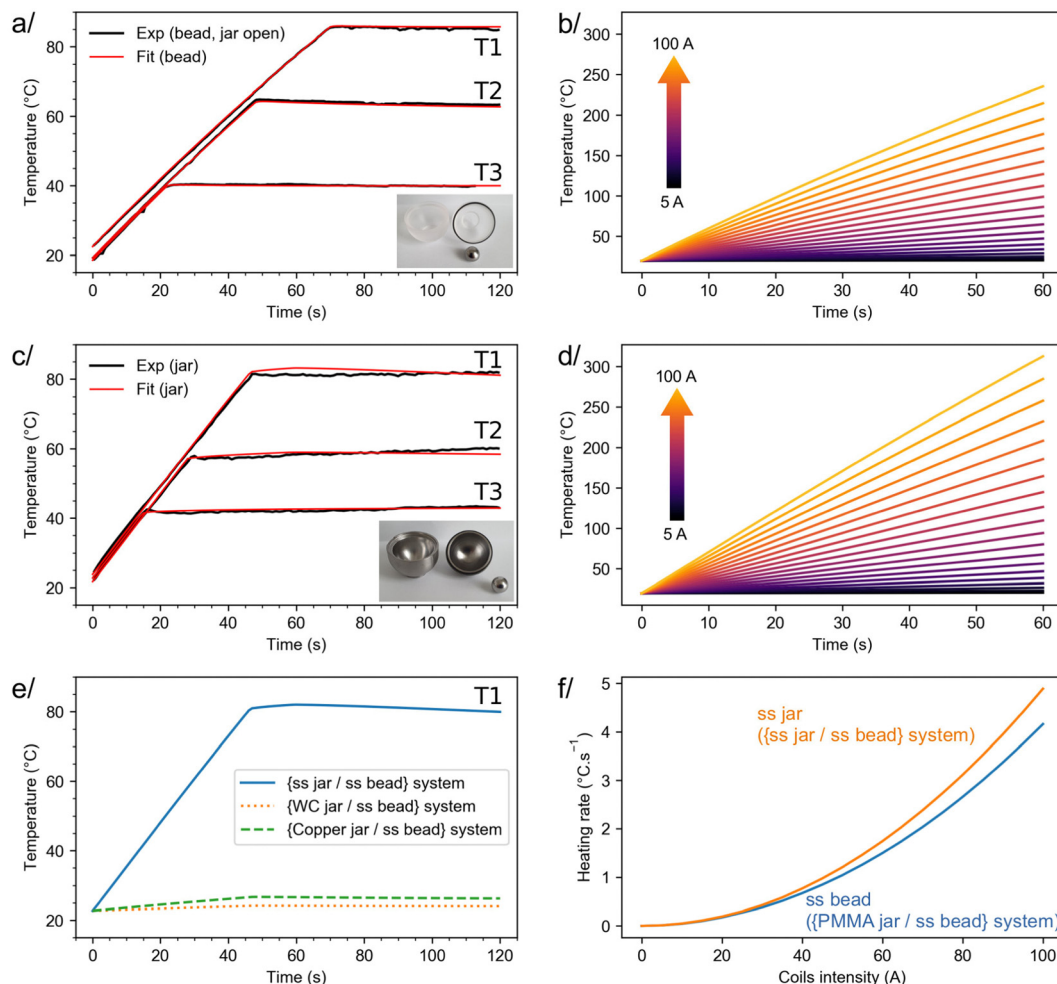 a/
Exp (bead, jar open)
Fit (bead)
T1
T2
T3
Temperature (°C)
80
60
40
20
0 20 40 60 80 100 120
Time (s)
b/
100 A
5 A
Temperature (°C)
300
250
200
150
100
50
0 10 20 30 40 50 60
Time (s)
c/
Exp (jar)
Fit (jar)
T1
T2
T3
Temperature (°C)
80
60
40
20
0 20 40 60 80 100 120
Time (s)
d/
100 A
5 A
Temperature (°C)
300
250
200
150
100
50
0 10 20 30 40 50 60
Time (s)
e/
T1
{ss jar / ss bead} system
{WC jar / ss bead} system
{Copper jar / ss bead} system
Temperature (°C)
80
60
40
20
0 20 40 60 80 100 120
Time (s)
f/
ss jar
({ss jar / ss bead} system)
ss bead
({PMMA jar / ss bead} system)
Heating rate (°C.s⁻¹)
5
4
3
2
1
0
0 20 40 60 80 100
Coils intensity (A)